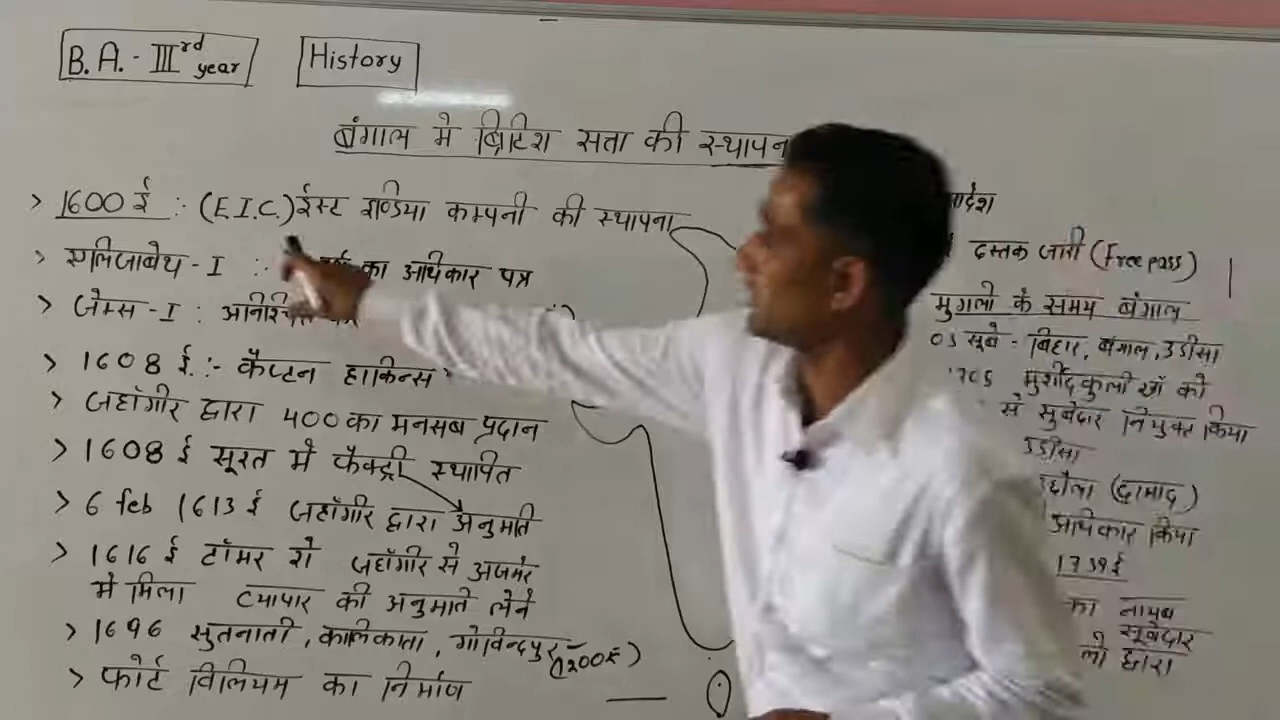 B.A.- III rd year
History
बंगाल मे ब्रिटिश सत्ता की स्थापन
> 1600 ई :- (E.I.C.) ईस्ट इण्डिया कम्पनी की स्थापना
> एलिजाबेथ - I :- का अधिकार पत्र
> जेम्स - I :
> 1608 ई. :- कैप्टन हाकिन्स
> जहाँगीर द्वारा 400 का मनसब प्रदान
> 1608 ई सूरत मे फैक्ट्री स्थापित
> 6 feb 1613 ई जहाँगीर द्वारा अनुमति
> 1616 ई टॉमर रो जहाँगीर से अजमेर
मे मिला व्यापार की अनुमति लेने
> 1696 सुतनाती, कालिकाता, गोविन्दपुर (1200₹)
> फोर्ट विलियम का निर्माण
दस्तक जारी (Free pass)
मुगलो के समय बंगाल
03 सूबे - बिहार, बंगाल, उडीसा
मुर्शीदकुली खाँ को
से सुबेदार नियुक्त किया
उडीसा
(दामाद)
अधिकार किया
1739 ई
का नायब
सूबेदार
द्वारा